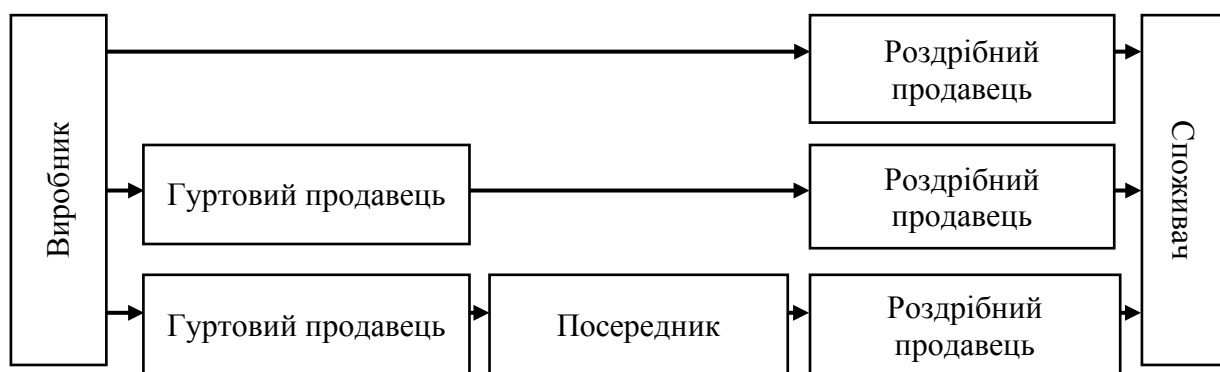 Виробник
Роздрібний
продавець
Гуртовий продавець
Роздрібний
продавець
Гуртовий продавець
Посередник
Роздрібний
продавець
Споживач